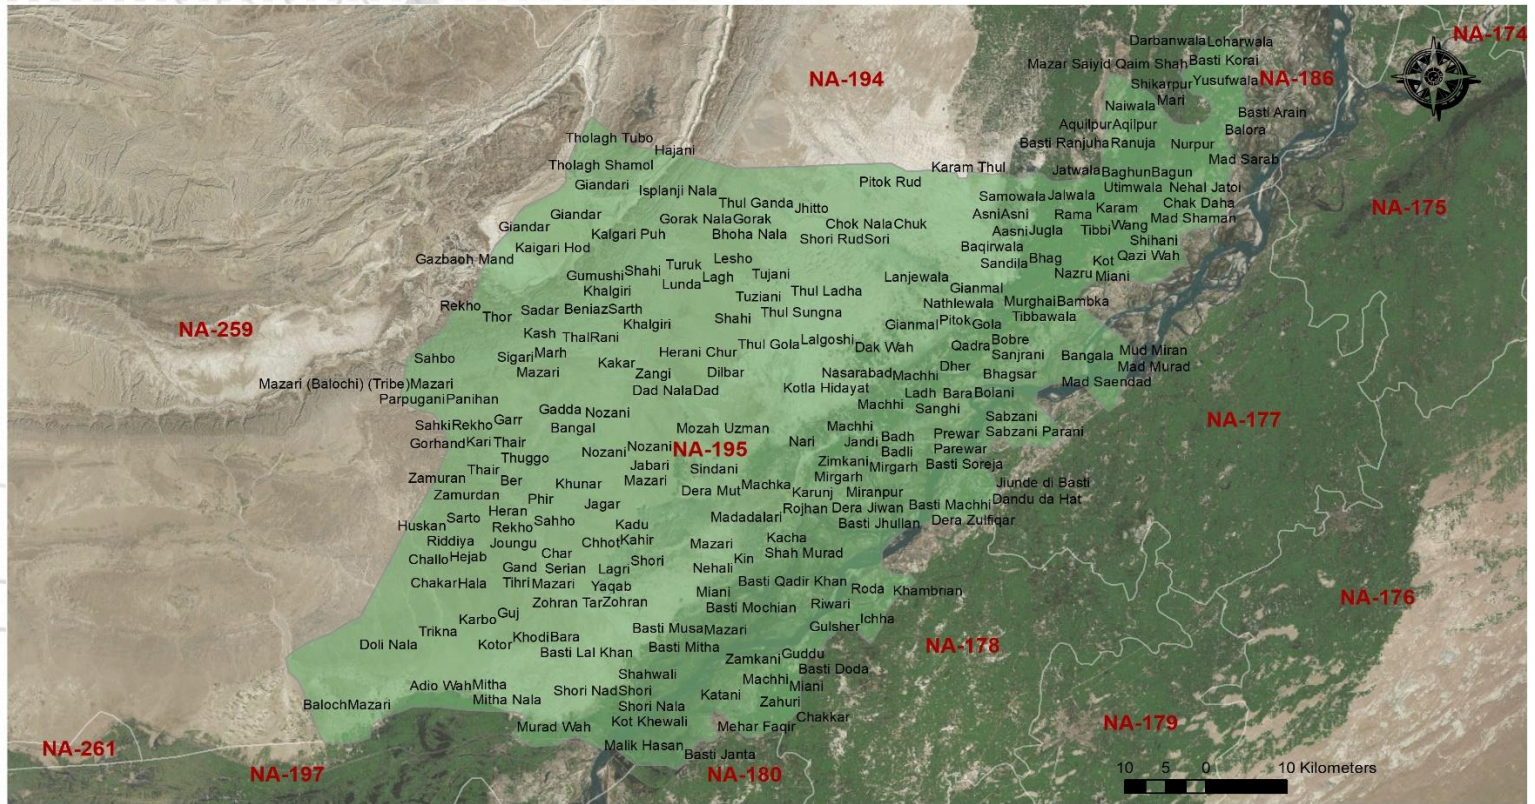 NA-174
Darbanwala Loharwala
Mazar Saiyid Qaim Shah Basti Korai
NA-194
Shikarpur Yusufwala NA-186
Naiwala Mari
Basti Arain
Aquilpur Aqilpur
Balora
Tholagh Tubo
Hajani
Basti Ranjuha Ranuja Nurpur
Mad Sarab
Tholagh Shamol
Karam Thul
Jatwala Baghun Bagun
Giandari
Isplanji Nala
Pitok Rud
Utimwala Nehal Jatoi
Thul Ganda Jhitto
Samowala Jalwala
Chak Daha
NA-175
Giandar
Gorak Nala Gorak
Asni Asni Rama Karam
Mad Shaman
Giandar
Kalgari Puh
Bhoha Nala
Chok Nala Chuk
Aasni Jugla Tibbi Wang
Kaigari Hod
Shori Rud Sori
Baqirwala
Shihani
Gazbaoh Mand
Lesho
Sandila Bhag Kot Qazi Wah
Gumushi Shahi Turuk
Lagh Tujani
Lanjewala
Nazru Miani
Khalgiri
Lunda
Tuziani Thul Ladha
Gianmal
Rekho
Sadar Beniaz Sarth
Nathlewala Murghai Bambka
Thor
Khalgiri
Shahi Thul Sungna
Gianmal Pitok Gola Tibbawala
NA-259
Kash Thal Rani
Thul Gola Lalgoshi Dak Wah
Qadra Bobre
Sahbo
Sigari Marh
Herani Chur
Sanjrani Bangala Mud Miran
Mazari
Kakar Zangi
Dilbar
Nasarabad Machhi Dher Bhagsar
Mad Murad
Mazari (Balochi) (Tribe) Mazari
Dad Nala Dad
Kotla Hidayat
Ladh Bara Bolani
Mad Saendad
Parpugani Panihan
Machhi Sanghi
Sahki Rekho Garr
Gadda Nozani
Sabzani
NA-177
Bangal
Mozah Uzman
Machhi
Prewar Sabzani Parani
Gorhand Kari Thair
Nozani Nozani
NA-195
Nari Jandi Badh
Parewar
Thuggo
Jabari
Badli
Zamuran Thair
Sindani
Zimkani Mirgarh Basti Soreja
Ber
Khunar
Mazari
Mirgarh
Jiunde di Basti
Zamurdan
Phir
Dera Mut Machka Karunj Miranpur
Dandu da Hat
Heran
Jagar
Rojhan Dera Jiwan Basti Machhi
Huskan Sarto Rekho Sahho
Kadu
Madadalari
Basti Jhullan Dera Zulfiqar
Riddiya Joungu
Chhot Kahir
Mazari
Kacha
Challo Hejab
Char
Shori
Kin Shah Murad
Gand Serian Lagri
Nehali
Chakar Hala Tihri Mazari Yaqab
Basti Qadir Khan
Roda Khambrian
Miani
NA-176
Zohran Tar Zohran
Basti Mochian Riwari
Karbo Guj
Ichha
Trikna
Basti Musa Mazari
Gulsher
Doli Nala
Kotor Khodi Bara
Basti Mitha
NA-178
Basti Lal Khan
Zamkani Guddu
Basti Doda
Adio Wah Mitha
Shahwali
Machhi Miani
Mitha Nala
Shori Nad Shori
Katani
Zahuri
Baloch Mazari
Shori Nala
Chakkar
Murad Wah
Kot Khewali
Mehar Faqir
NA-179
NA-261
Malik Hasan
Basti Janta
NA-197
NA-180
10 5 0 10 Kilometers